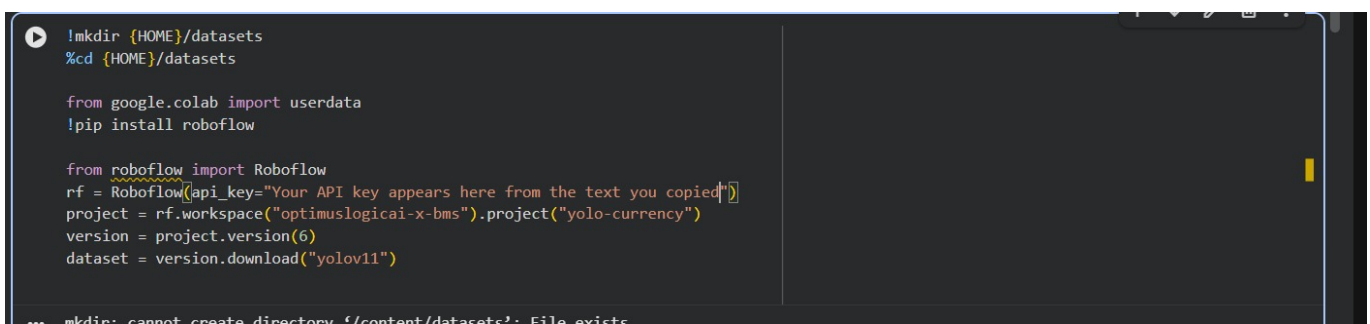 !mkdir {HOME}/datasets
%cd {HOME}/datasets
from google.colab import userdata
!pip install roboflow
from roboflow import Roboflow
rf = Roboflow(api_key="Your API key appears here from the text you copied")
project = rf.workspace("optimuslogicai-x-bms").project("yolo-currency")
version = project.version(6)
dataset = version.download("yolov11")
mkdir: cannot create directory ‘/content/datasets’: File exists